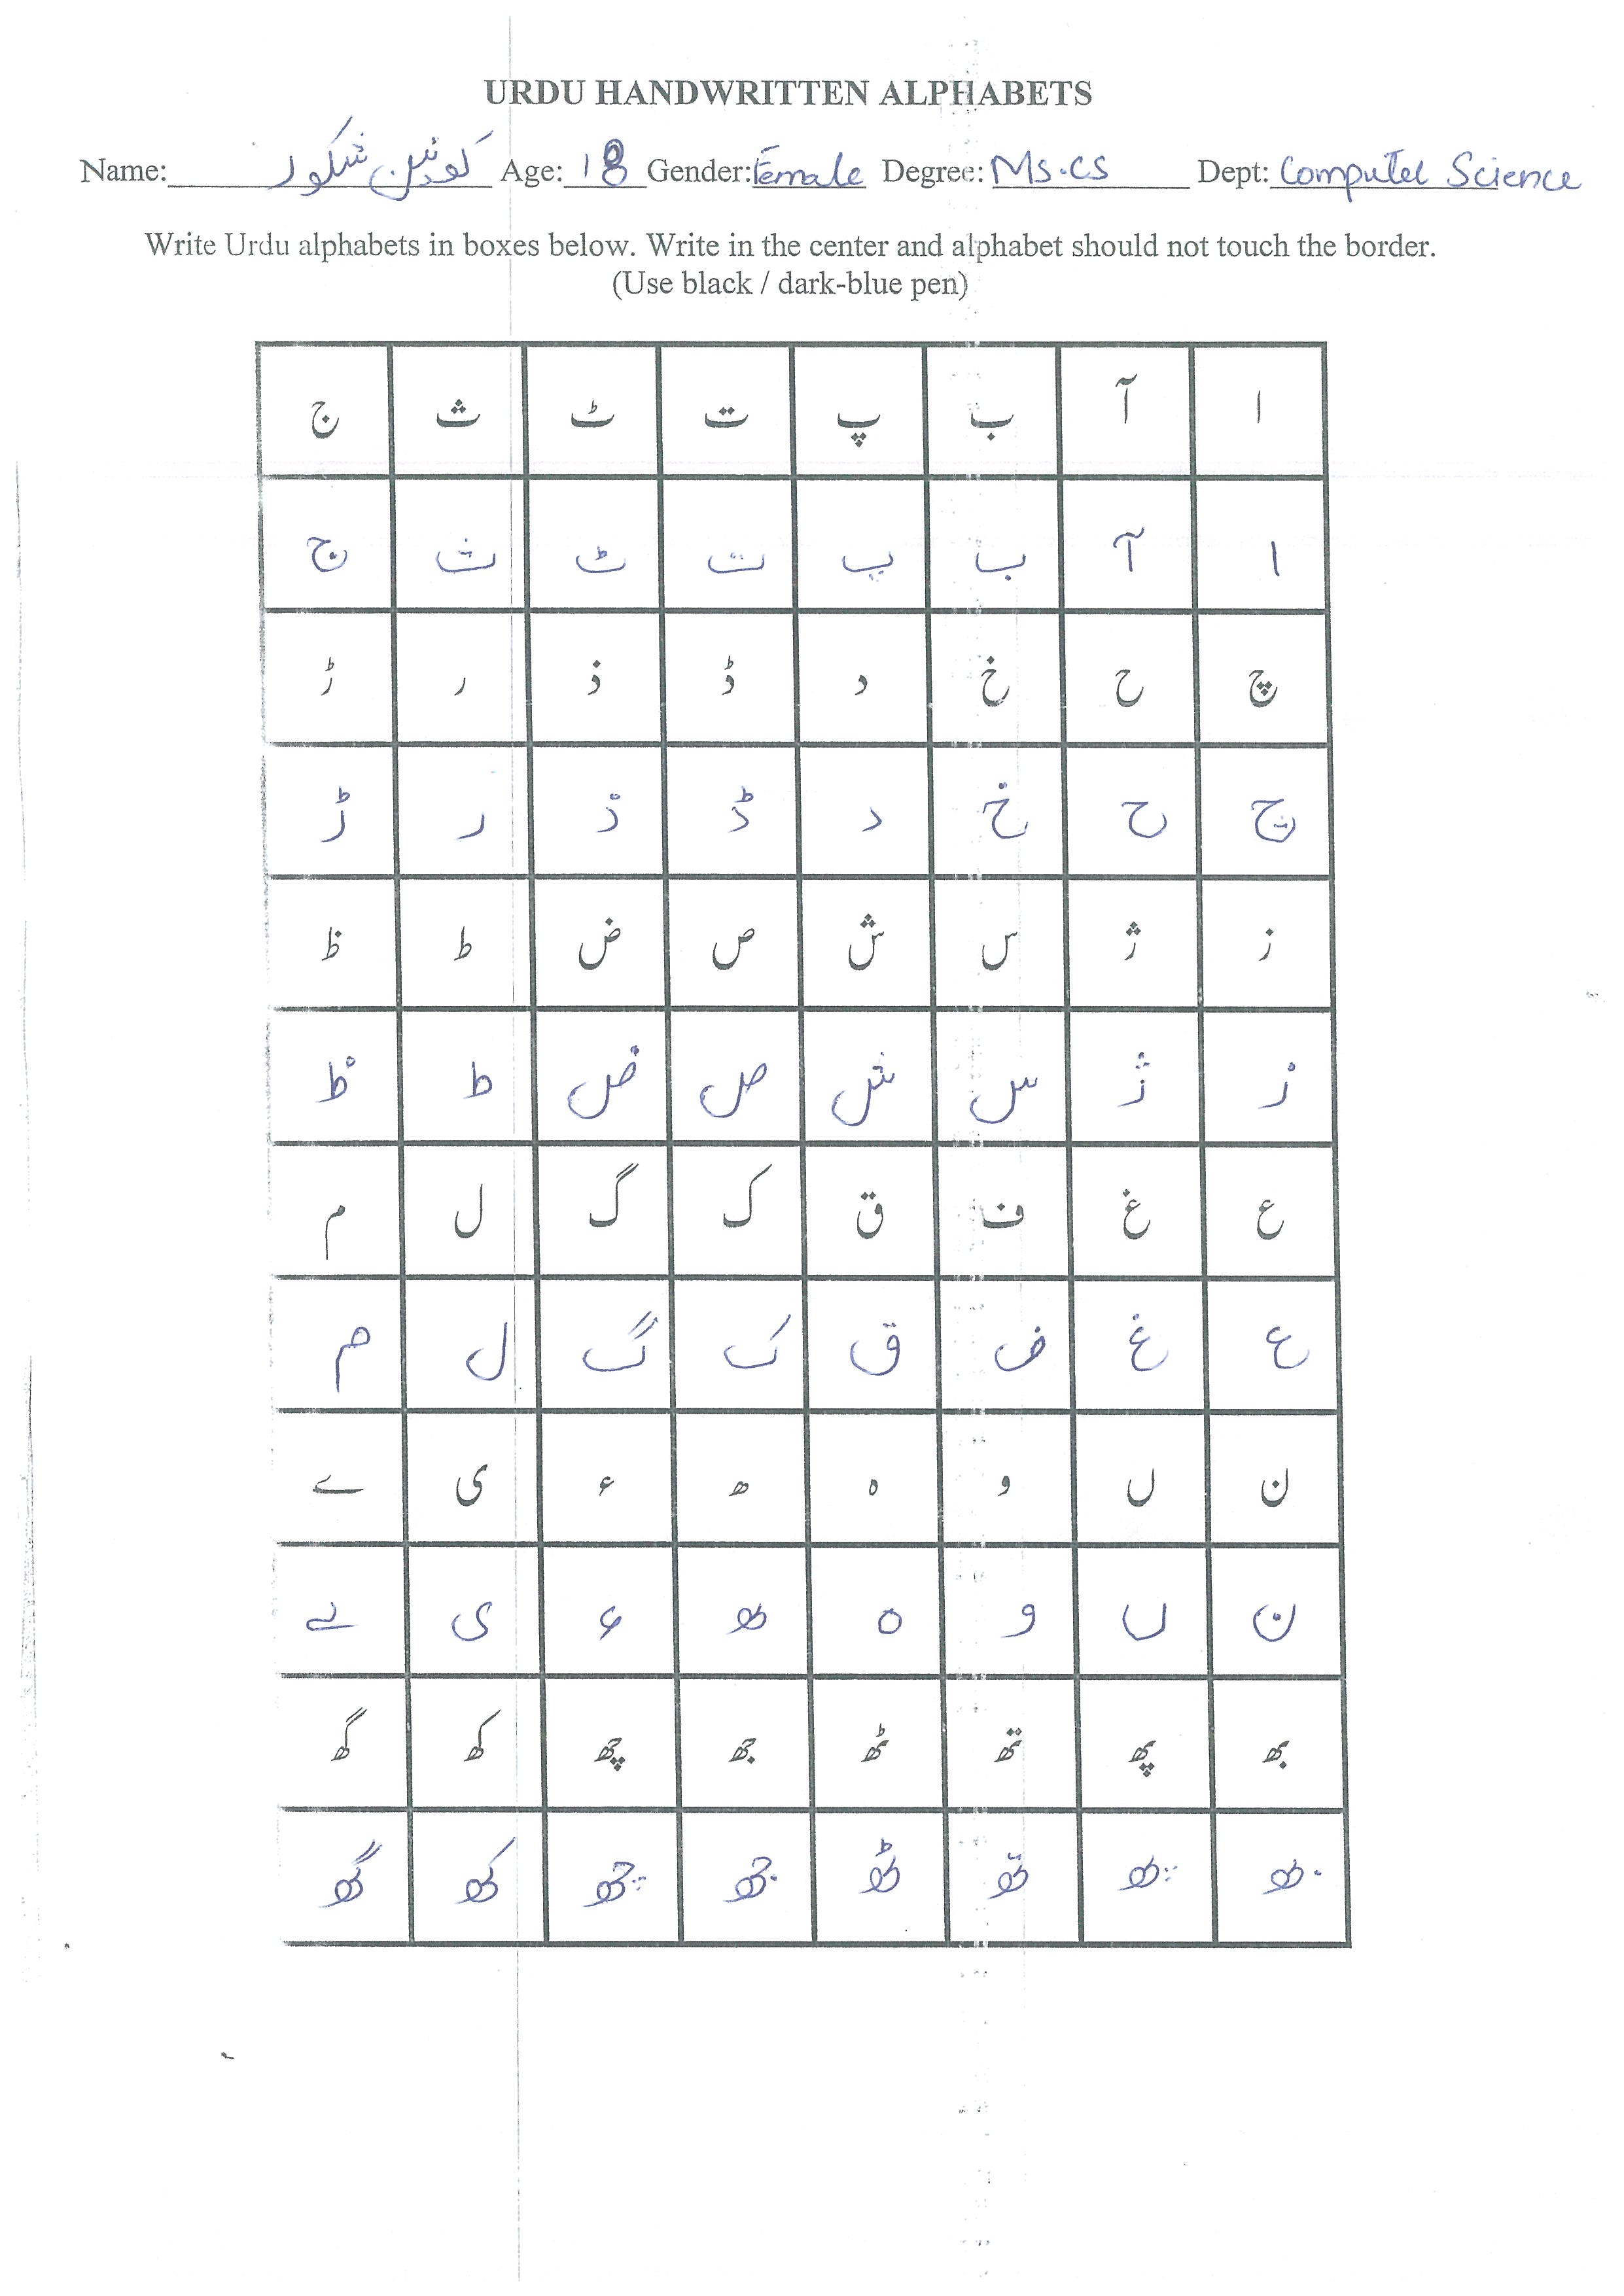 URDU HANDWRITTEN ALPHABETS
Name: شکور Age: 18 Gender: Female Degree: Ms.CS Dept: Computer Science
Write Urdu alphabets in boxes below. Write in the center and alphabet should not touch the border.
(Use black / dark-blue pen)
ا آ ب پ ت ٹ ث ج
ا آ ب پ ت ٹ ث ج
چ ح خ د ڈ ذ ر ڑ
چ ح خ د ڈ ذ ر ڑ
ز ژ س ش ص ض ط ظ
ز ژ س ش ص ض ط ظ
ع غ ف ق ک گ ل م
ع غ ف ق ک گ ل م
ن ں و ہ ھ ء ی ے
ن ں و ہ ھ ء ی ے
بھ پھ تھ ٹھ جھ چھ کھ گھ
بھ پھ تھ ٹھ جھ چھ کھ گھ